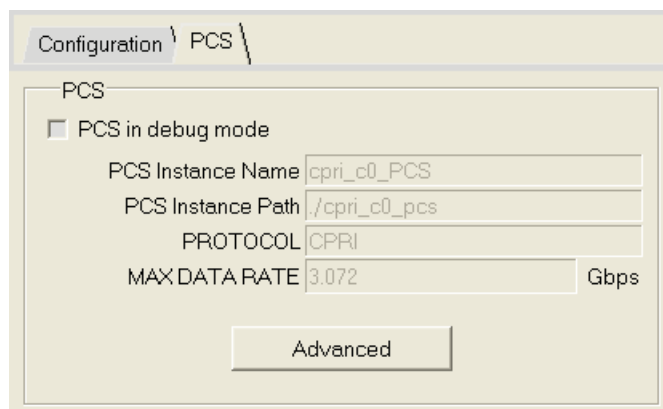 Configuration PCS
PCS
PCS in debug mode
PCS Instance Name cpri_c0_PCS
PCS Instance Path ./cpri_c0_pcs
PROTOCOL CPRI
MAX DATA RATE 3.072 Gbps
Advanced